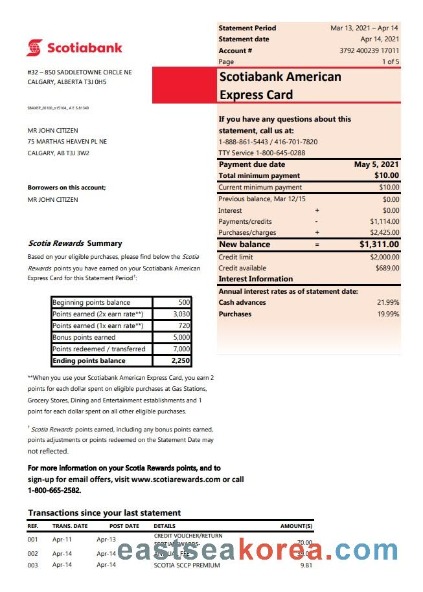 Scotiabank
#32 – 850 SADDLETOWNE CIRCLE NE
CALGARY, ALBERTA T3J 0H5
MR JOHN CITIZEN
75 MARTHAS HEAVEN PL NE
CALGARY, AB T3J 3W2
Borrowers on this account;
MR JOHN CITIZEN
Statement Period Mar 13, 2021 – Apr 14
Statement date Apr 14, 2021
Account # 3792 400239 17011
Page 1 of 5
Scotiabank American
Express Card
If you have any questions about this
statement, call us at:
1-888-861-5443 / 416-701-7820
TTY Service 1-800-645-0288
Payment due date May 5, 2021
Total minimum payment $10.00
Current minimum payment $10.00
Previous balance, Mar 12/15 $0.00
Interest + $0.00
Payments/credits - $1,114.00
Purchases/charges + $2,425.00
New balance = $1,311.00
Credit limit $2,000.00
Credit available $689.00
Interest Information
Annual interest rates as of statement date:
Cash advances 21.99%
Purchases 19.99%
Scotia Rewards Summary
Based on your eligible purchases, please find below the Scotia
Rewards points you have earned on your Scotiabank American
Express Card for this Statement Period¹:
Beginning points balance 500
Points earned (2x earn rate**) 3,030
Points earned (1x earn rate**) 720
Bonus points earned 5,000
Points redeemed / transferred 7,000
Ending points balance 2,250
**When you use your Scotiabank American Express Card, you earn 2
points for each dollar spent on eligible purchases at Gas Stations,
Grocery Stores, Dining and Entertainment establishments and 1
point for each dollar spent on all other eligible purchases.
¹ Scotia Rewards points earned, including any bonus points earned,
points adjustments or points redeemed on the Statement Date may
not reflected.
For more information on your Scotia Rewards points, and to
sign-up for email offers, visit www.scotiarewards.com or call
1-800-665-2582.
Transactions since your last statement
REF. TRANS. DATE POST DATE DETAILS AMOUNT($)
001 Apr-11 Apr-13 CREDIT VOUCHER/RETURN
002 Apr-14 Apr-14
003 Apr-14 Apr-14 SCOTIA SCCP PREMIUM 9.81
eastseakorea.com